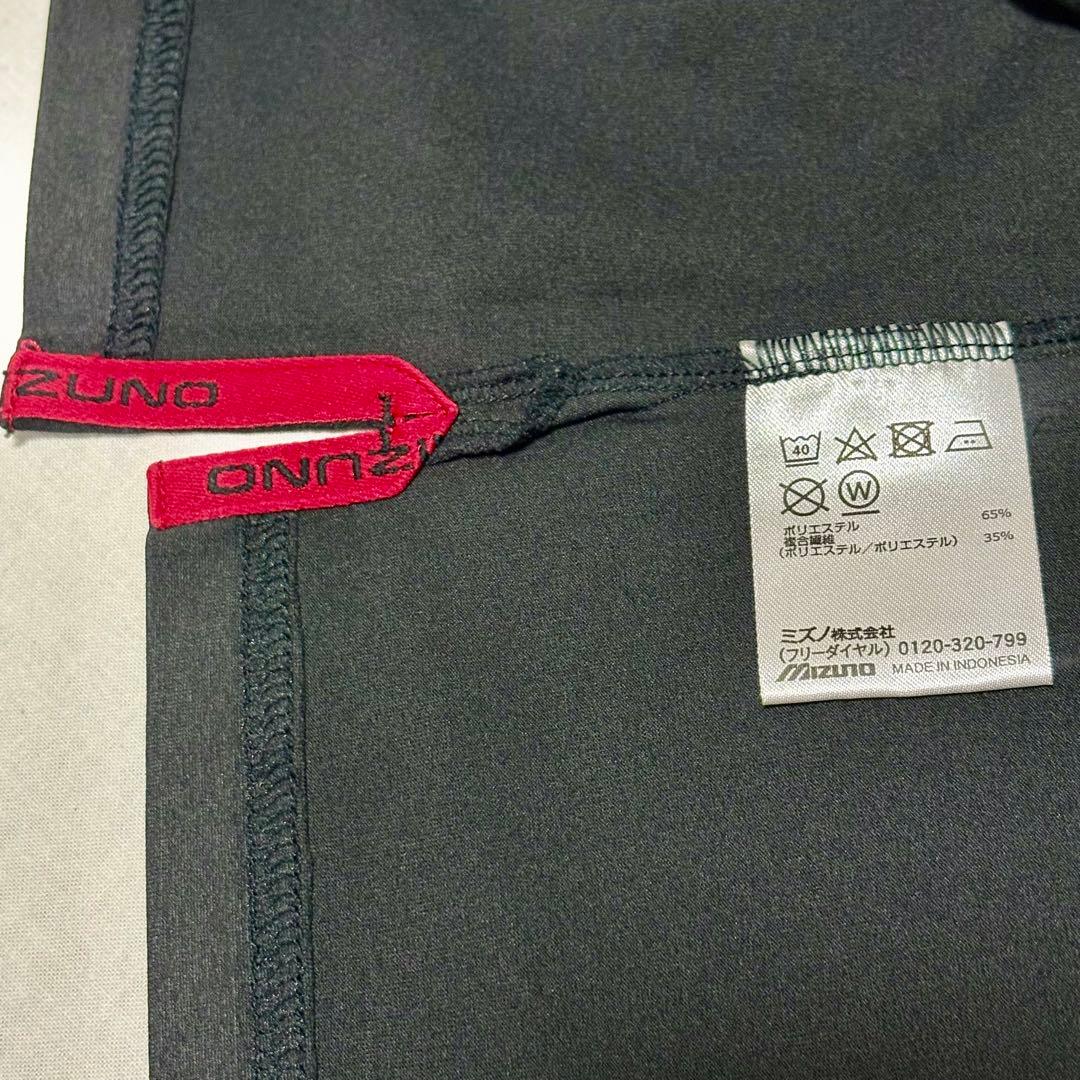 ZUNO
IZUNO
40
W
ポリエステル 65%
複合繊維
(ポリエステル/ポリエステル) 35%
ミズノ株式会社
(フリーダイヤル) 0120-320-799
MIZUNO MADE IN INDONESIA